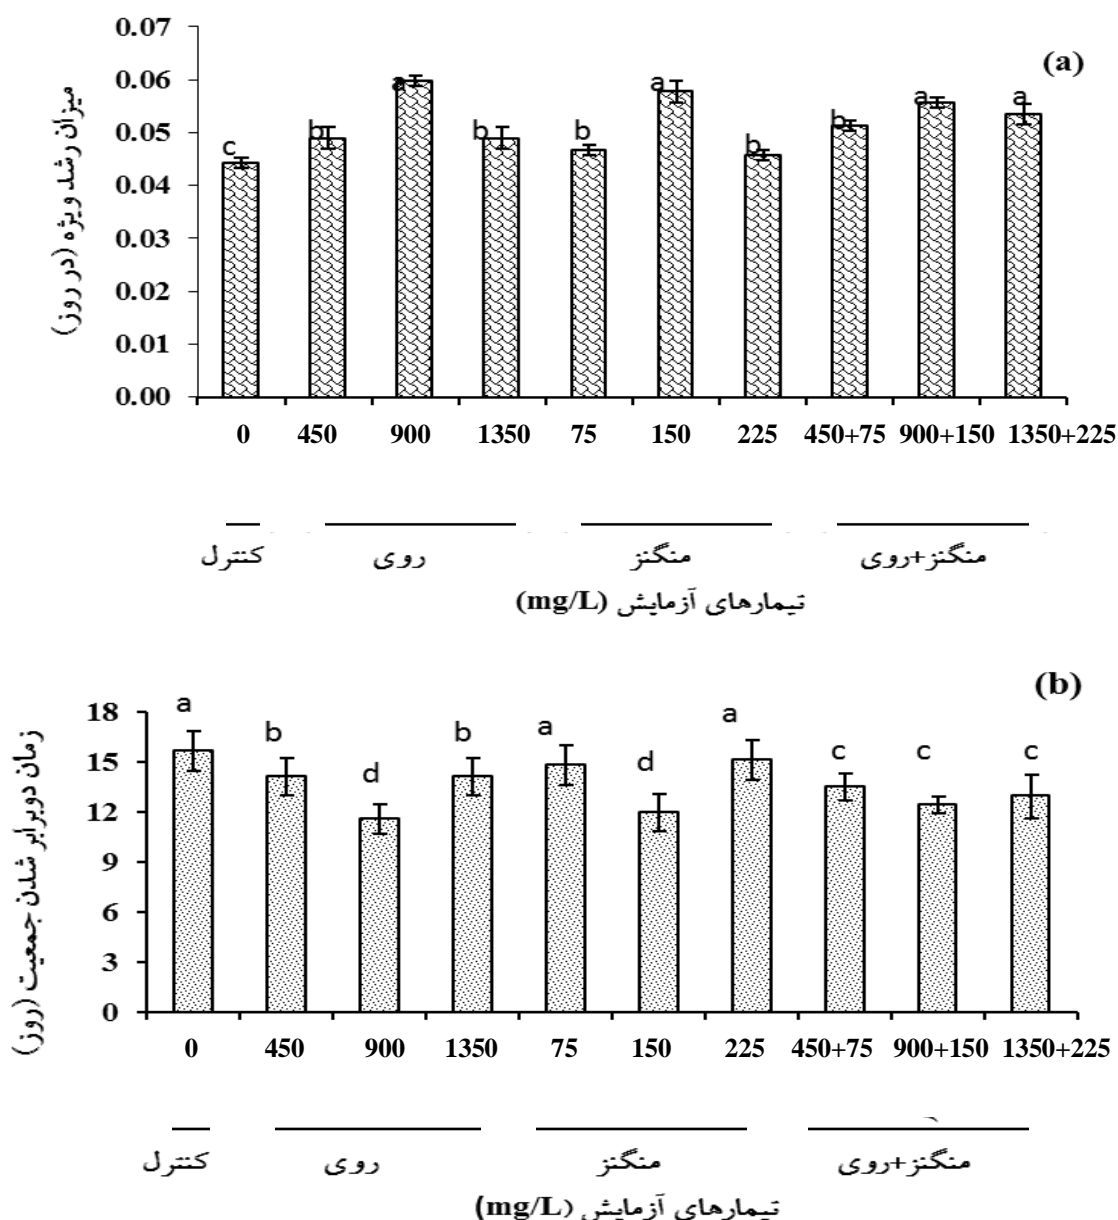 (a)
میزان رشد ویژه (در روز)
0.07
0.06
0.05
0.04
0.03
0.02
0.01
0.00
c b a b b a b b a a
0 450 900 1350 75 150 225 450+75 900+150 1350+225
کنترل روی منگنز منگنز+روی
تیمارهای آزمایش (mg/L)
(b)
زمان دوبرابر شدن جمعیت (روز)
18
15
12
9
6
3
0
a b d b a d a c c c
0 450 900 1350 75 150 225 450+75 900+150 1350+225
کنترل روی منگنز منگنز+روی
تیمارهای آزمایش (mg/L)